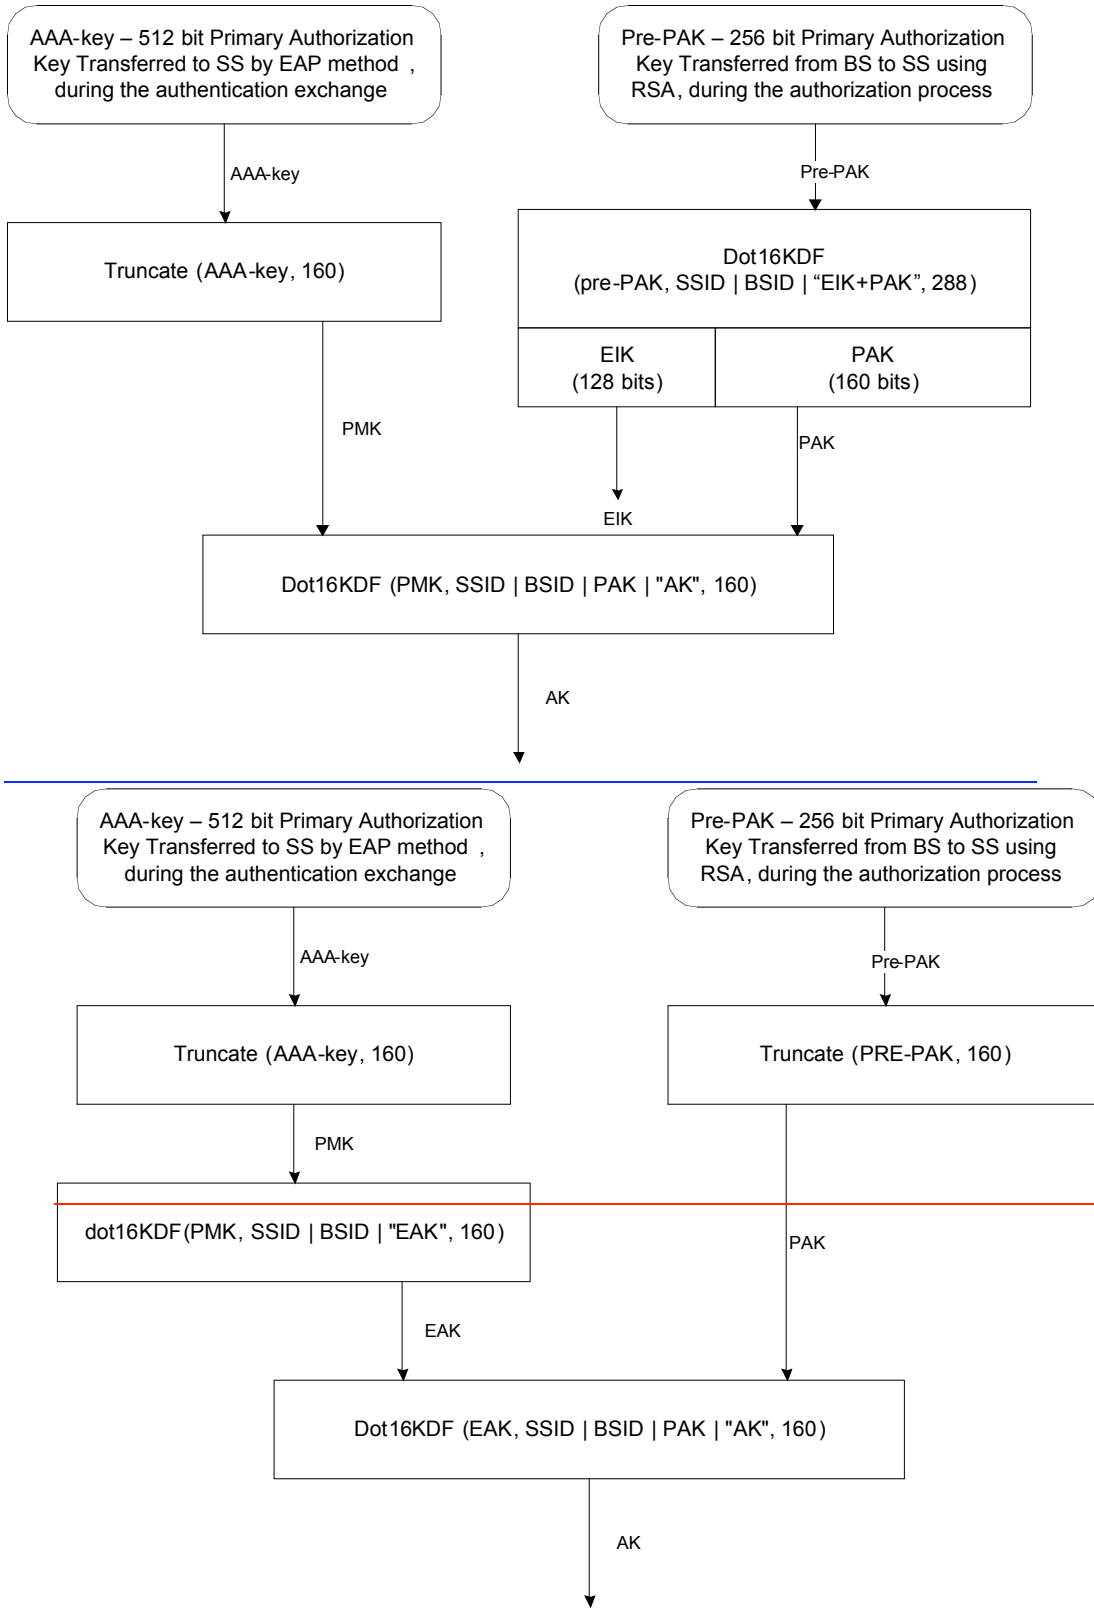 AAA-key – 512 bit Primary Authorization
Key Transferred to SS by EAP method ,
during the authentication exchange
Pre-PAK – 256 bit Primary Authorization
Key Transferred from BS to SS using
RSA, during the authorization process
AAA-key
Pre-PAK
Truncate (AAA-key, 160)
Dot16KDF
(pre-PAK, SSID | BSID | “EIK+PAK”, 288)
EIK
(128 bits)
PAK
(160 bits)
PMK
PAK
EIK
Dot16KDF (PMK, SSID | BSID | PAK | "AK", 160)
AK
AAA-key – 512 bit Primary Authorization
Key Transferred to SS by EAP method ,
during the authentication exchange
Pre-PAK – 256 bit Primary Authorization
Key Transferred from BS to SS using
RSA, during the authorization process
AAA-key
Pre-PAK
Truncate (AAA-key, 160)
Truncate (PRE-PAK, 160)
PMK
dot16KDF(PMK, SSID | BSID | "EAK", 160)
PAK
EAK
Dot16KDF (EAK, SSID | BSID | PAK | "AK", 160)
AK